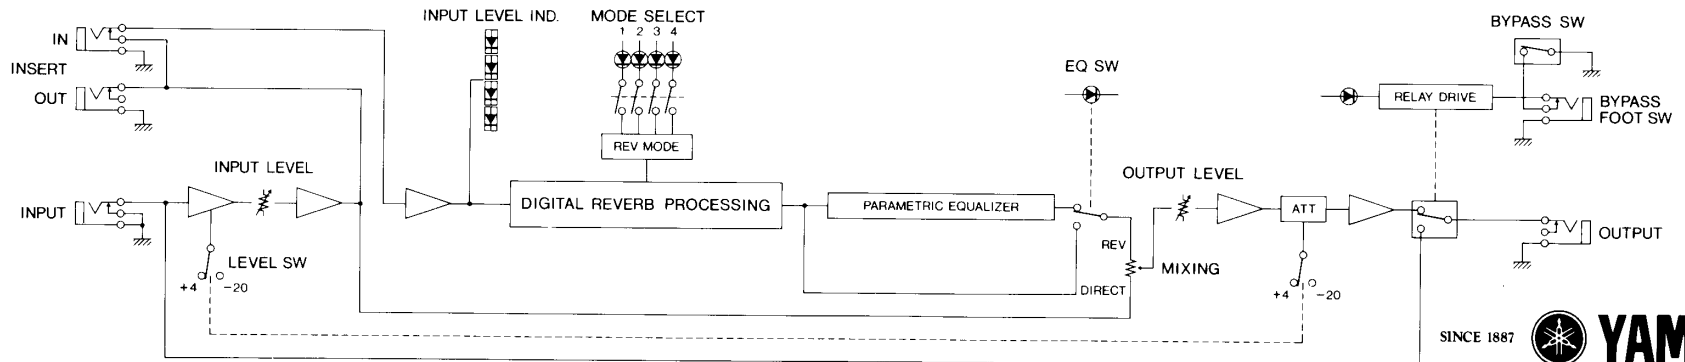 INPUT LEVEL IND.
MODE SELECT
1 2 3 4
BYPASS SW
IN
INSERT
OUT
EQ SW
RELAY DRIVE
BYPASS
FOOT SW
REV MODE
INPUT LEVEL
OUTPUT LEVEL
INPUT
DIGITAL REVERB PROCESSING
PARAMETRIC EQUALIZER
ATT
OUTPUT
REV
LEVEL SW
MIXING
+4 -20
DIRECT
+4 -20
SINCE 1887
YAM